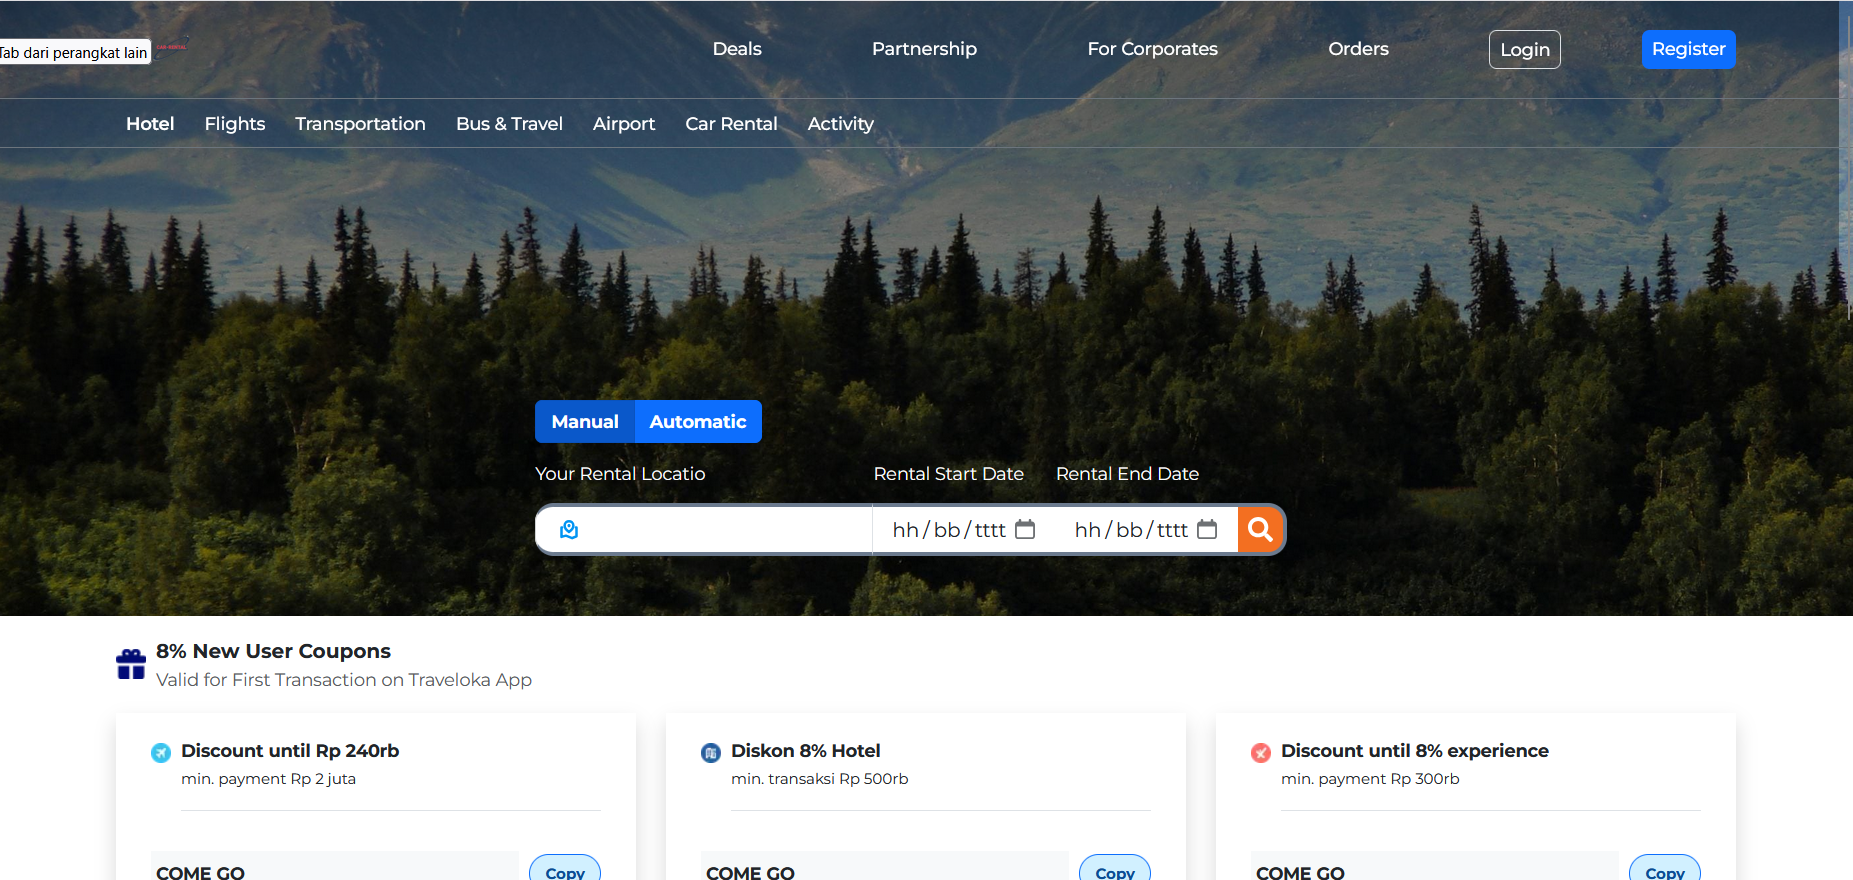 Tab dari perangkat lain
CAR-RENTAL
Deals
Partnership
For Corporates
Orders
Login
Register
Hotel
Flights
Transportation
Bus & Travel
Airport
Car Rental
Activity
Manual
Automatic
Your Rental Locatio
Rental Start Date
Rental End Date
hh/bb/tttt
hh/bb/tttt
8% New User Coupons
Valid for First Transaction on Traveloka App
Discount until Rp 240rb
min. payment Rp 2 juta
COME GO
Copy
Diskon 8% Hotel
min. transaksi Rp 500rb
COME GO
Copy
Discount until 8% experience
min. payment Rp 300rb
COME GO
Copy